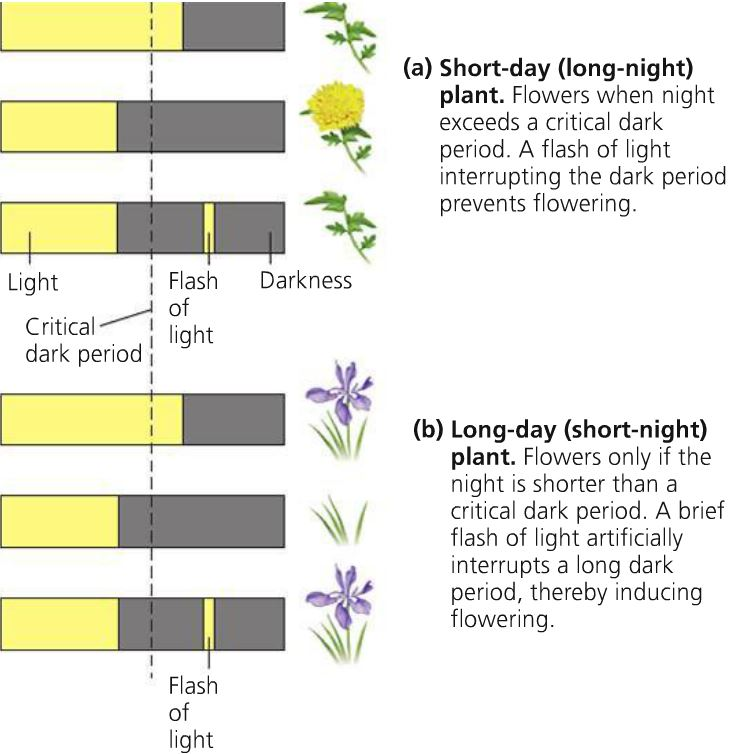 (a) Short-day (long-night)
plant. Flowers when night
exceeds a critical dark
period. A flash of light
interrupting the dark period
prevents flowering.
Light
Flash
of
light
Darkness
Critical
dark period
(b) Long-day (short-night)
plant. Flowers only if the
night is shorter than a
critical dark period. A brief
flash of light artificially
interrupts a long dark
period, thereby inducing
flowering.
Flash
of
light